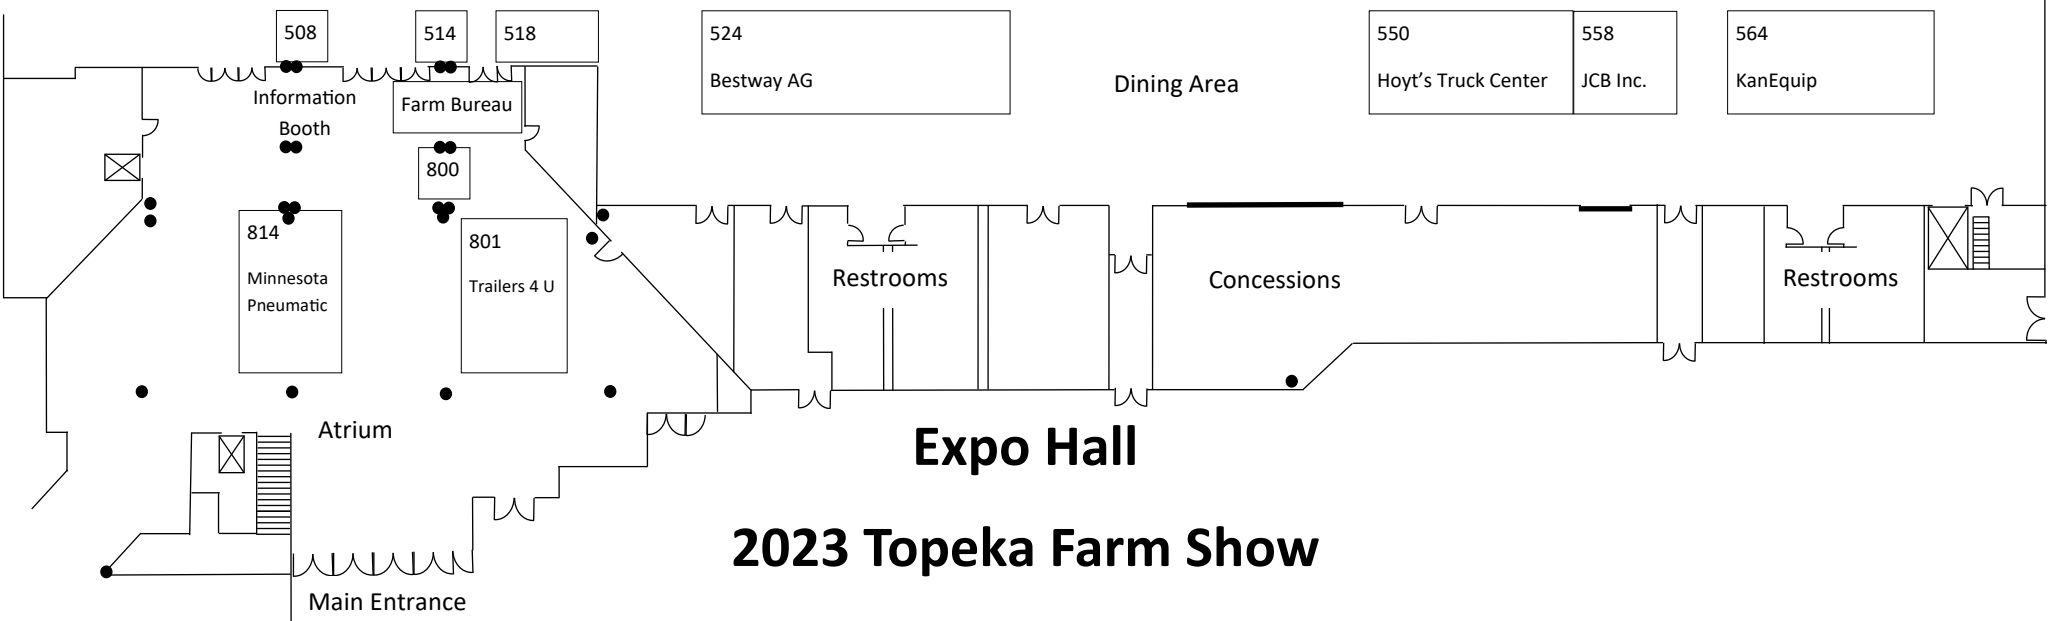 508
514
518
524
Bestway AG
Dining Area
550
Hoyt's Truck Center
558
JCB Inc.
564
KanEquip
Information
Booth
Farm Bureau
800
814
Minnesota
Pneumatic
801
Trailers 4 U
Restrooms
Concessions
Restrooms
Atrium
Expo Hall
2023 Topeka Farm Show
Main Entrance